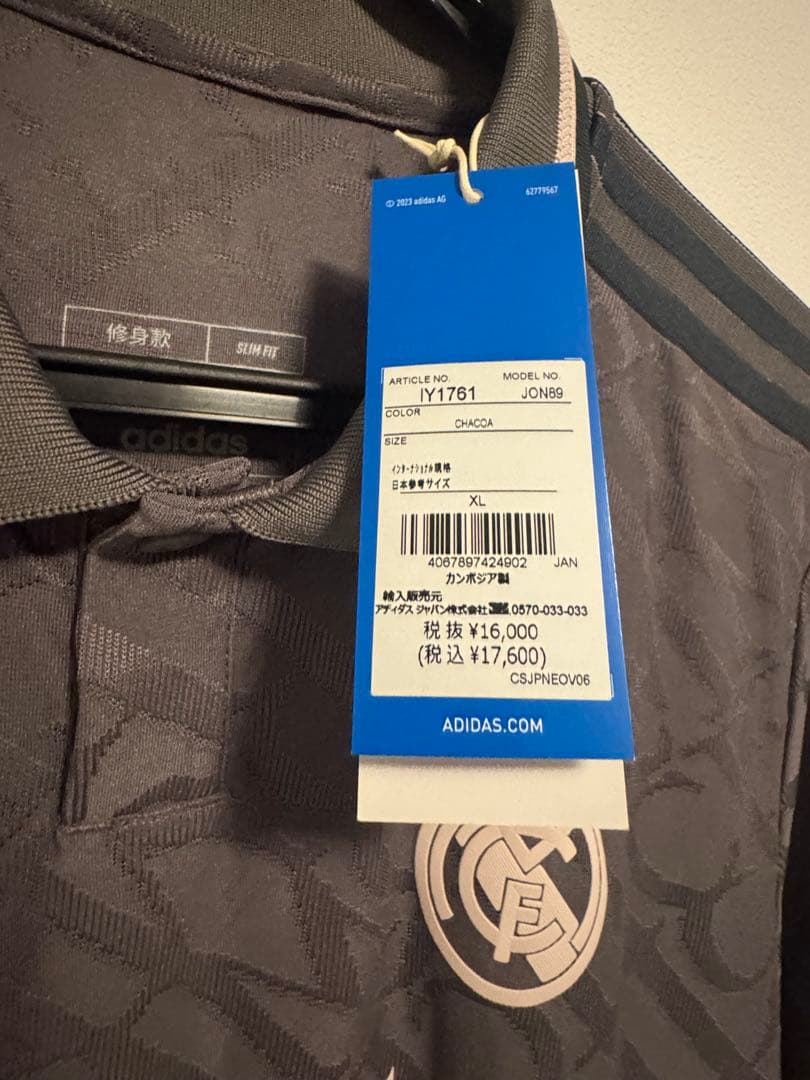 © 2023 adidas AG
62779567
修身款
SLIM FIT
adidas
ARTICLE NO. MODEL NO.
IY1761 JON89
COLOR
CHACOA
SIZE
インターナショナル規格
日本参考サイズ
XL
4067897424902 JAN
カンボジア製
輸入販売元
アディダス ジャパン株式会社 0570-033-033
税抜 ¥16,000
(税込 ¥17,600)
CSJPNEOV06
ADIDAS.COM